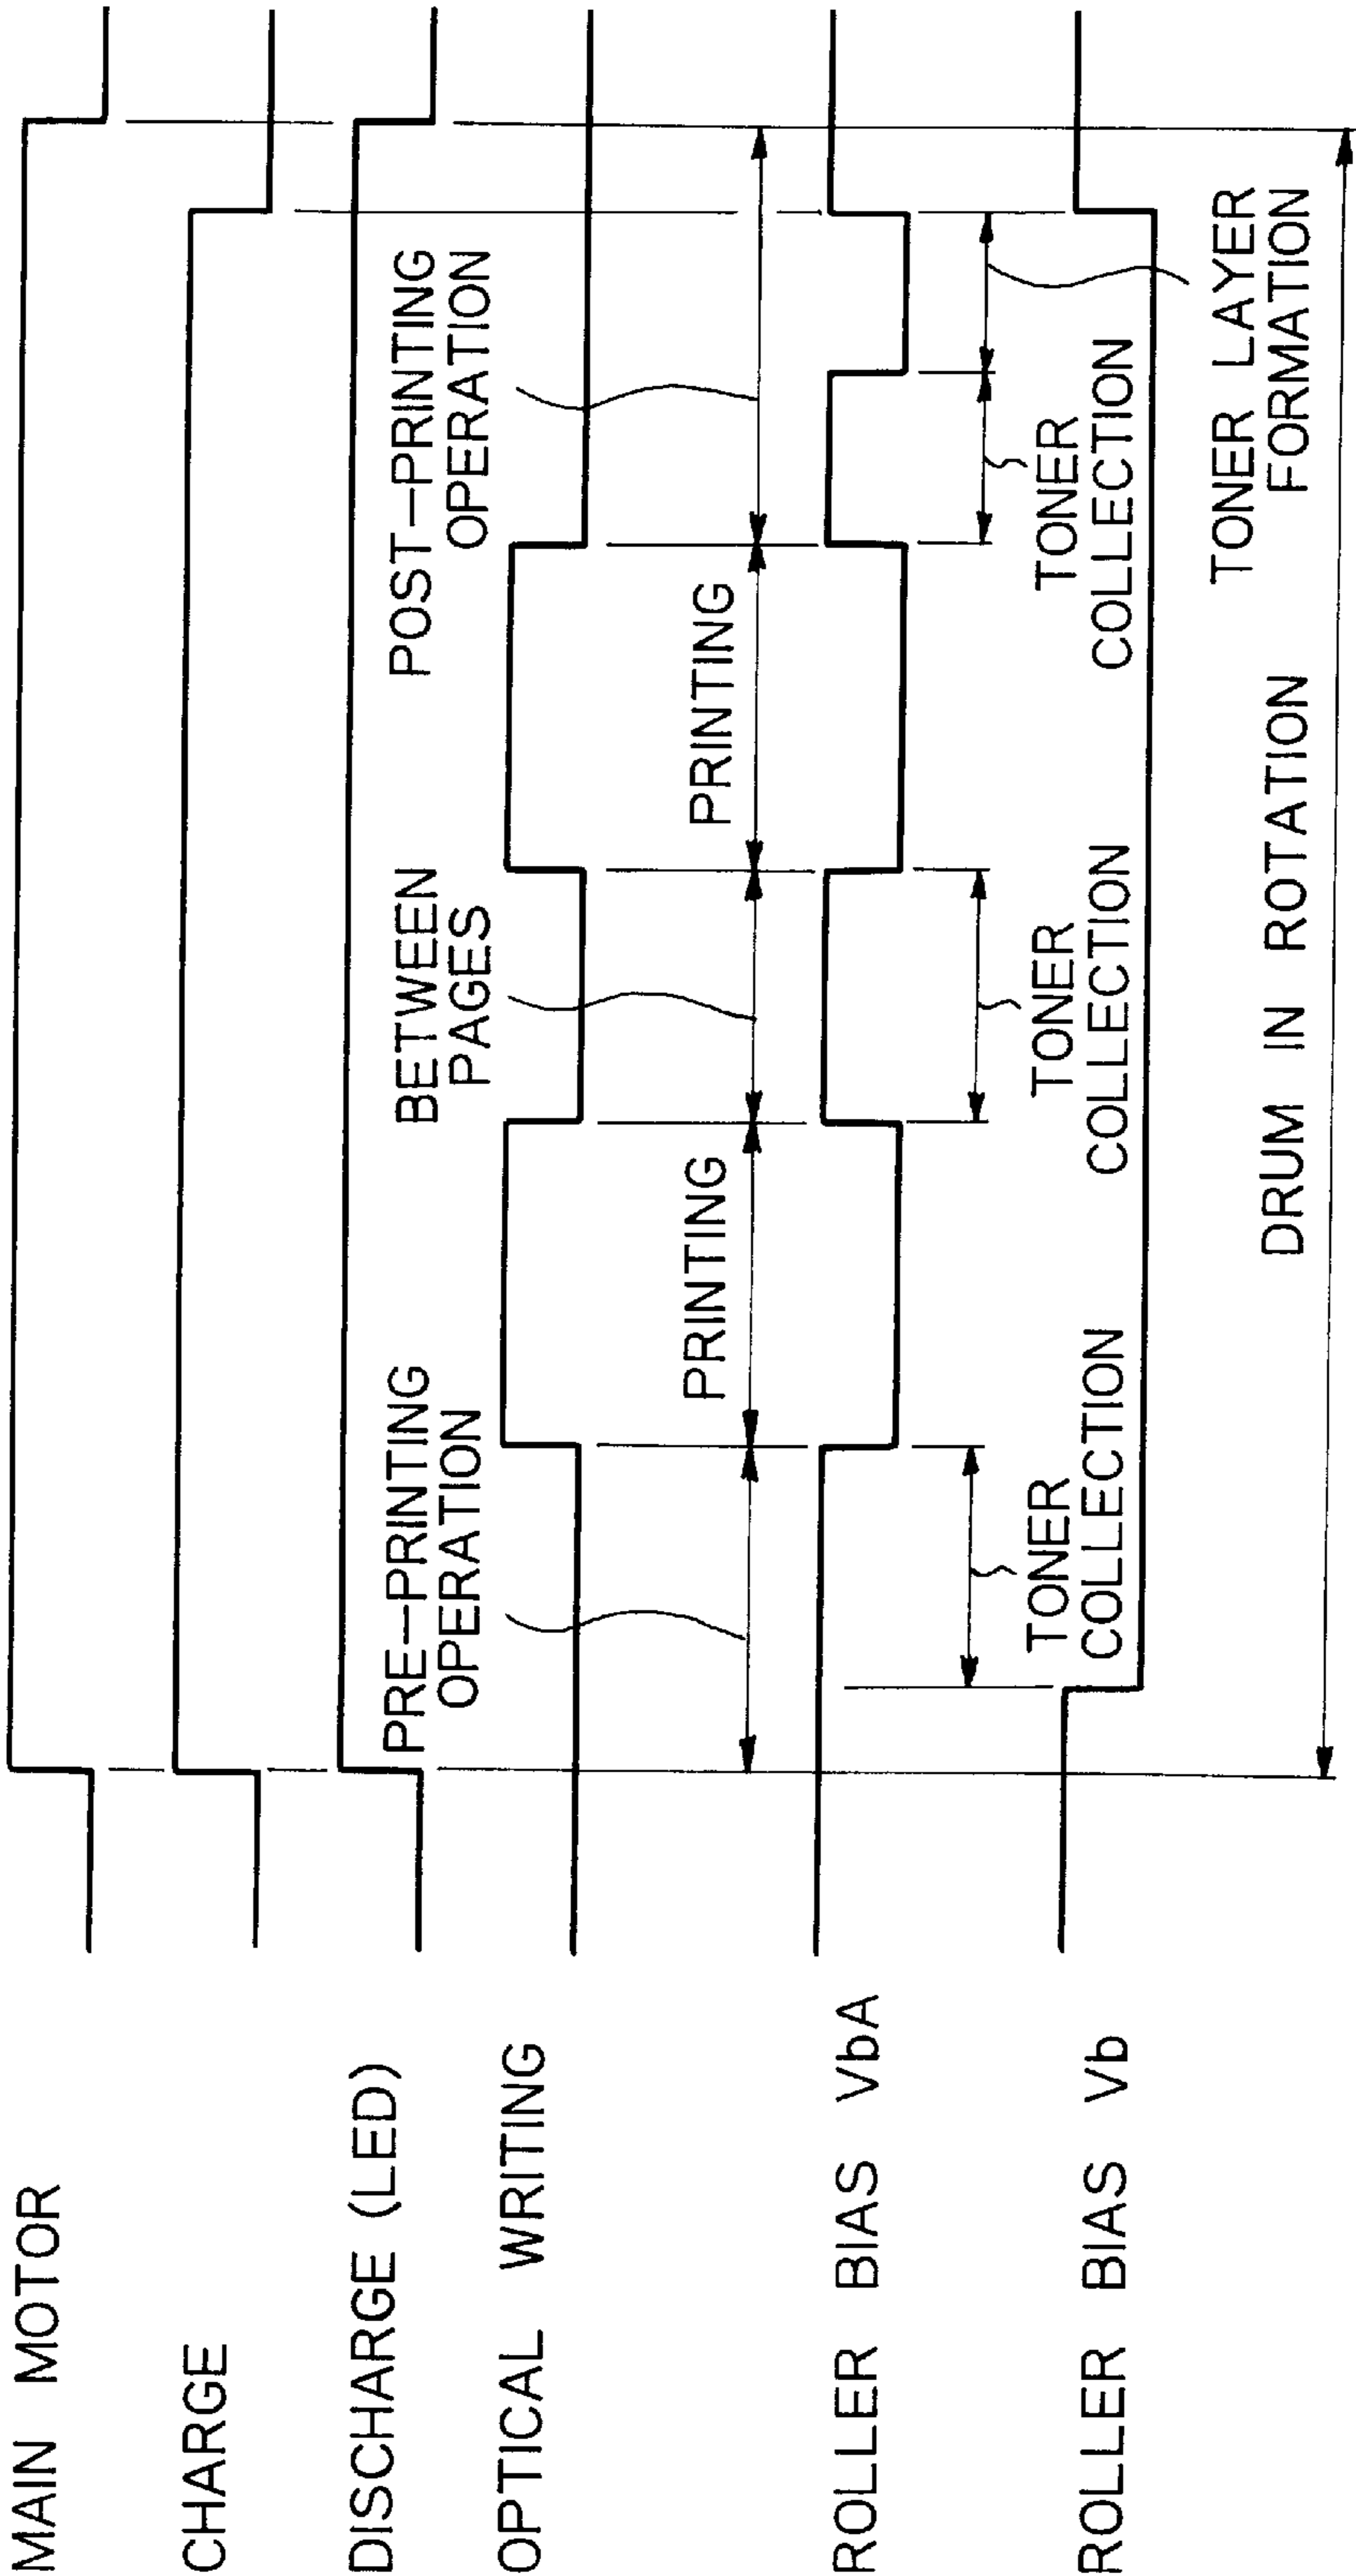 MAIN MOTOR
CHARGE
DISCHARGE (LED)
OPTICAL WRITING
PRE-PRINTING
OPERATION
BETWEEN
PAGES
POST-PRINTING
OPERATION
PRINTING
PRINTING
ROLLER BIAS VbA
TONER
COLLECTION
TONER
COLLECTION
TONER
COLLECTION
ROLLER BIAS Vb
TONER LAYER
FORMATION
DRUM IN ROTATION